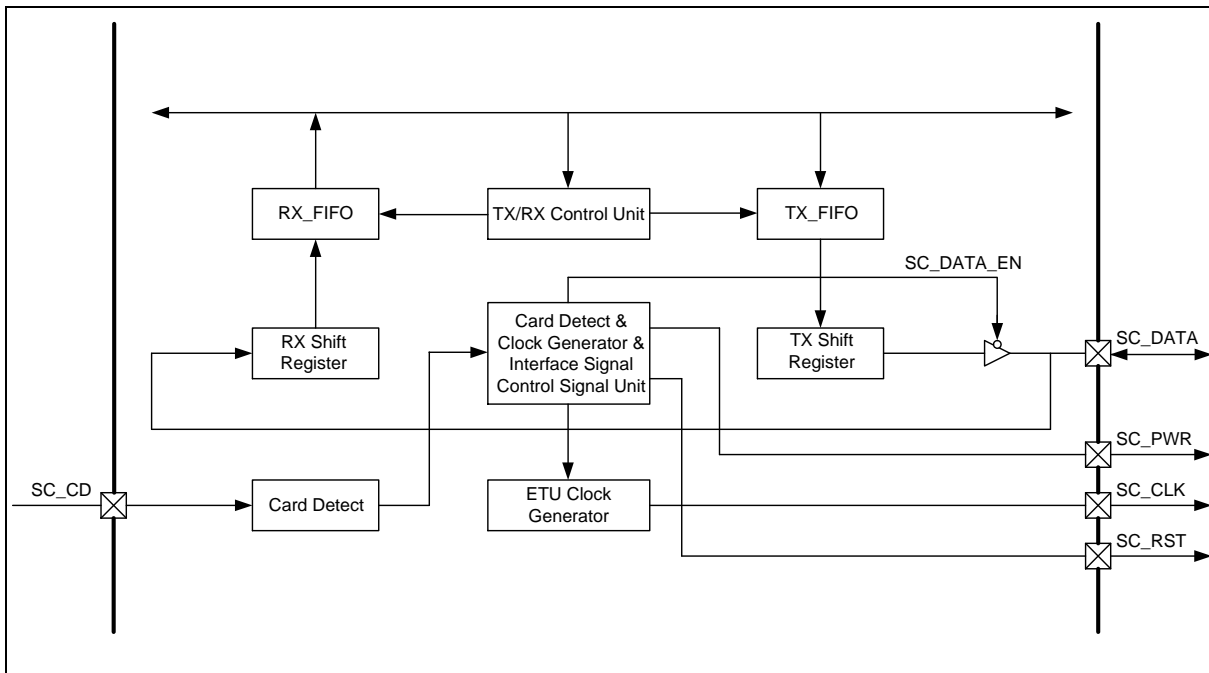 RX_FIFO
TX/RX Control Unit
TX_FIFO
SC_DATA_EN
RX Shift
Register
Card Detect &
Clock Generator &
Interface Signal
Control Signal Unit
TX Shift
Register
SC_DATA
SC_PWR
SC_CD
Card Detect
ETU Clock
Generator
SC_CLK
SC_RST